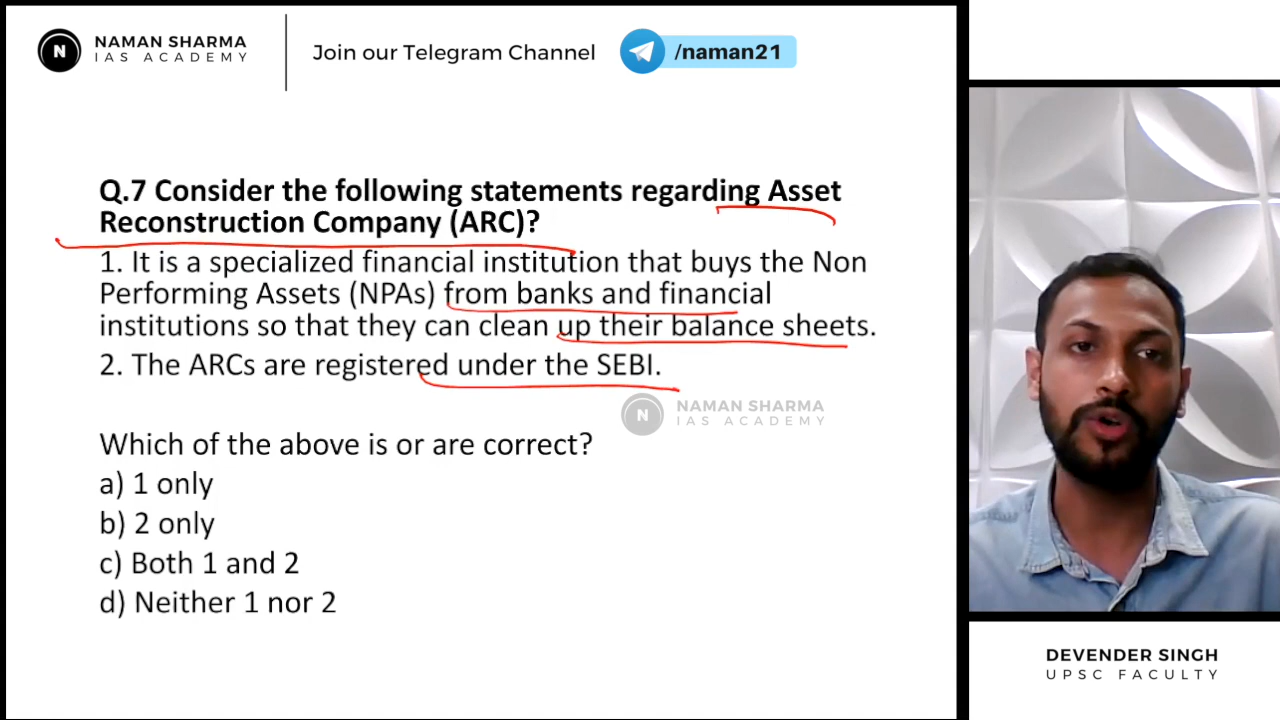 NAMAN SHARMA
IAS ACADEMY
Join our Telegram Channel
/naman21
Q.7 Consider the following statements regarding Asset
Reconstruction Company (ARC)?
1. It is a specialized financial institution that buys the Non
Performing Assets (NPAs) from banks and financial
institutions so that they can clean up their balance sheets.
2. The ARCs are registered under the SEBI.
N
NAMAN SHARMA
IAS ACADEMY
Which of the above is or are correct?
a) 1 only
b) 2 only
c) Both 1 and 2
d) Neither 1 nor 2
N
DEVENDER SINGH
UPSC FACULTY